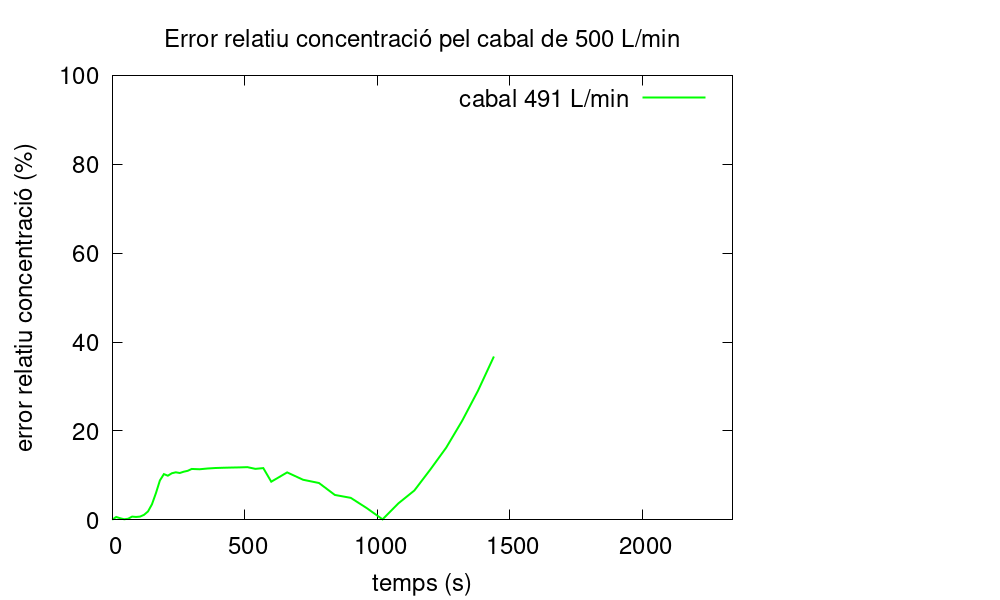 Error relatiu concentració pel cabal de 500 L/min
cabal 491 L/min
error relatiu concentració (%)
100
80
60
40
20
0
0 500 1000 1500 2000
temps (s)